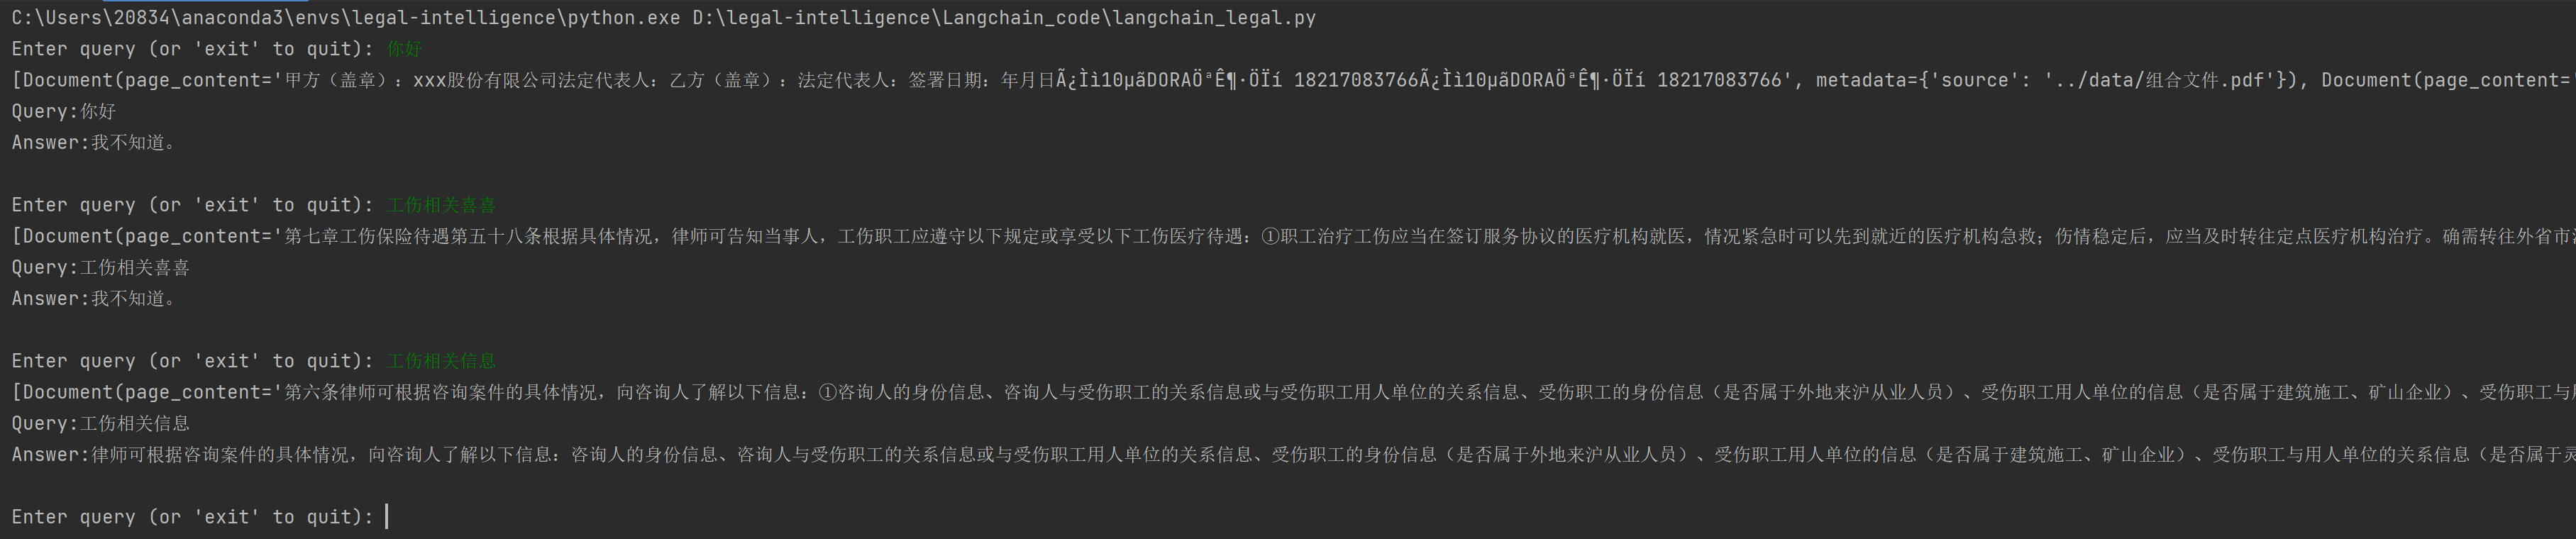 C:\Users\20834\anaconda3\envs\legal-intelligence\python.exe D:\legal-intelligence\Langchain_code\langchain_legal.py
Enter query (or 'exit' to quit): 你好
[Document(page_content='甲方（盖章）：xxx股份有限公司法定代表人：乙方（盖章）：法定代表人：签署日期：年月日Ã¿Ìì10µãDORAÖªÊ¶·ÖÏí 18217083766Ã¿Ìì10µãDORAÖªÊ¶·ÖÏí 18217083766', metadata={'source': '../data/组合文件.pdf'}), Document(page_content='
Query:你好
Answer:我不知道。
Enter query (or 'exit' to quit): 工伤相关喜喜
[Document(page_content='第七章工伤保险待遇第五十八条根据具体情况，律师可告知当事人，工伤职工应遵守以下规定或享受以下工伤医疗待遇：①职工治疗工伤应当在签订服务协议的医疗机构就医，情况紧急时可以先到就近的医疗机构急救；伤情稳定后，应当及时转往定点医疗机构治疗。确需转往外省市治
Query:工伤相关喜喜
Answer:我不知道。
Enter query (or 'exit' to quit): 工伤相关信息
[Document(page_content='第六条律师可根据咨询案件的具体情况，向咨询人了解以下信息：①咨询人的身份信息、咨询人与受伤职工的关系信息或与受伤职工用人单位的关系信息、受伤职工的身份信息（是否属于外地来沪从业人员）、受伤职工用人单位的信息（是否属于建筑施工、矿山企业）、受伤职工与用
Query:工伤相关信息
Answer:律师可根据咨询案件的具体情况，向咨询人了解以下信息：咨询人的身份信息、咨询人与受伤职工的关系信息或与受伤职工用人单位的关系信息、受伤职工的身份信息（是否属于外地来沪从业人员）、受伤职工用人单位的信息（是否属于建筑施工、矿山企业）、受伤职工与用人单位的关系信息（是否属于灵
Enter query (or 'exit' to quit):